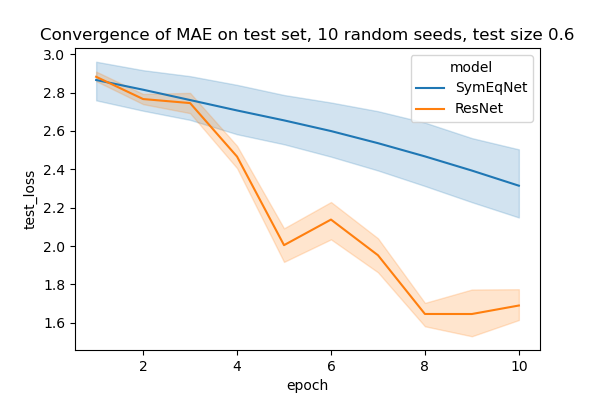 Convergence of MAE on test set, 10 random seeds, test size 0.6
3.0
2.8
2.6
2.4
2.2
2.0
1.8
1.6
test_loss
model
SymEqNet
ResNet
2 4 6 8 10
epoch